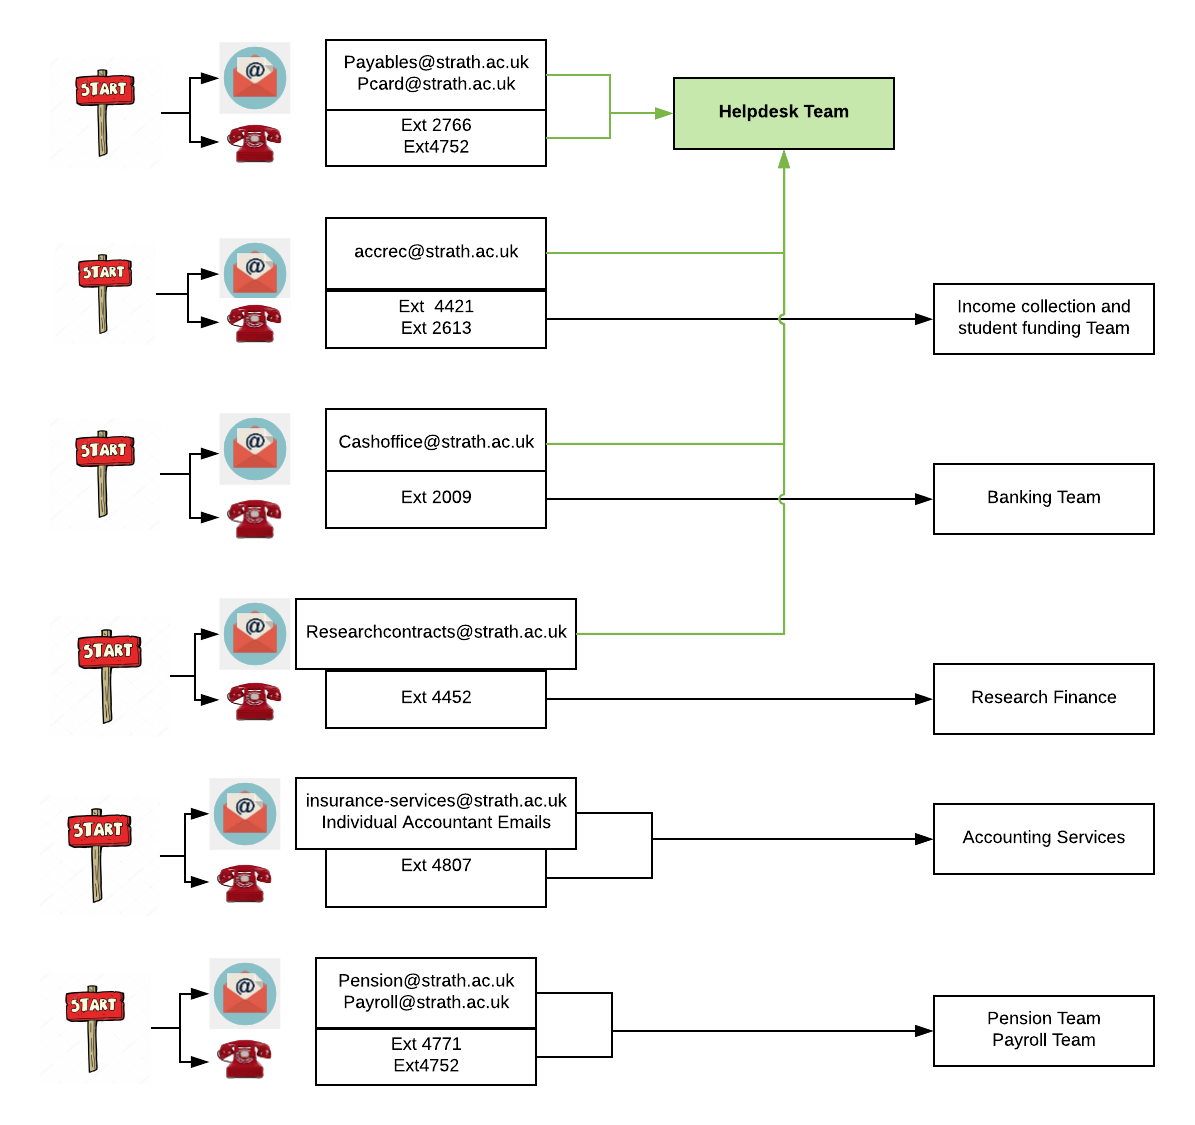 START
Payables@strath.ac.uk
Pcard@strath.ac.uk
Ext 2766
Ext4752
Helpdesk Team
START
accrec@strath.ac.uk
Ext  4421
Ext 2613
Income collection and
student funding Team
START
Cashoffice@strath.ac.uk
Ext 2009
Banking Team
START
Researchcontracts@strath.ac.uk
Ext 4452
Research Finance
START
insurance-services@strath.ac.uk
Individual Accountant Emails
Ext 4807
Accounting Services
START
Pension@strath.ac.uk
Payroll@strath.ac.uk
Ext 4771
Ext4752
Pension Team
Payroll Team